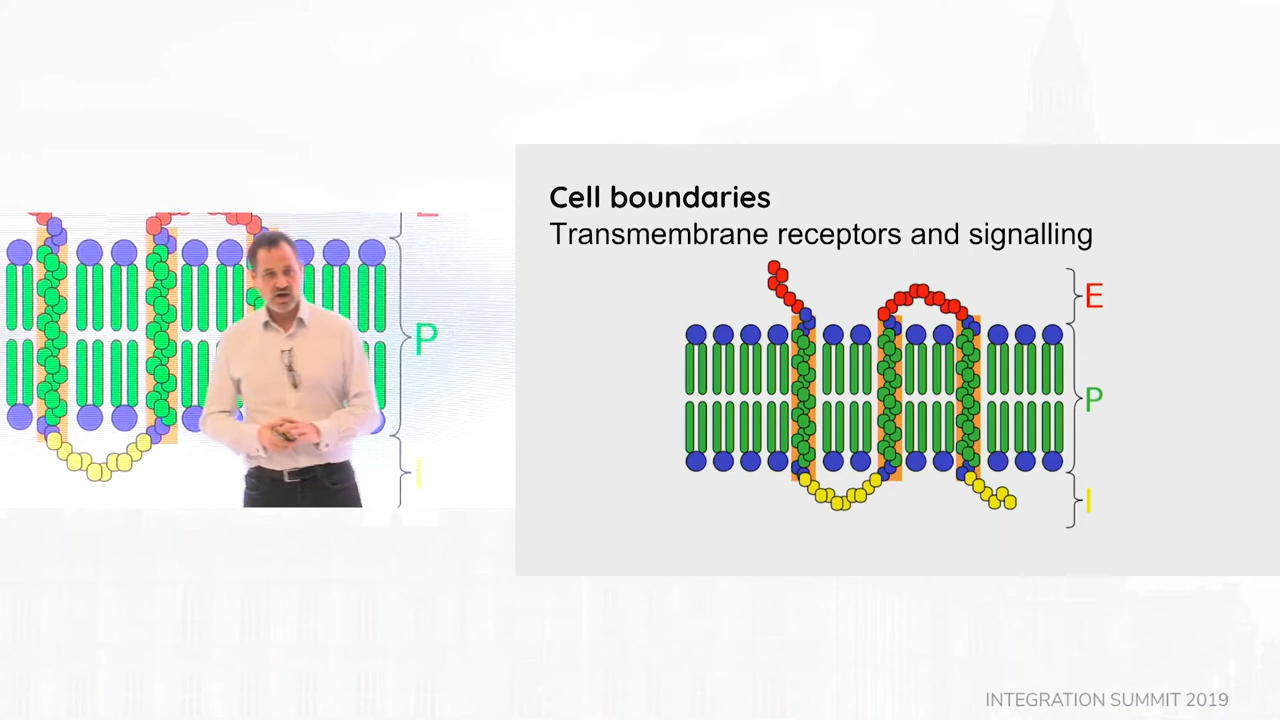 Cell boundaries
Transmembrane receptors and signalling
E
P
I
P
I
INTEGRATION SUMMIT 2019